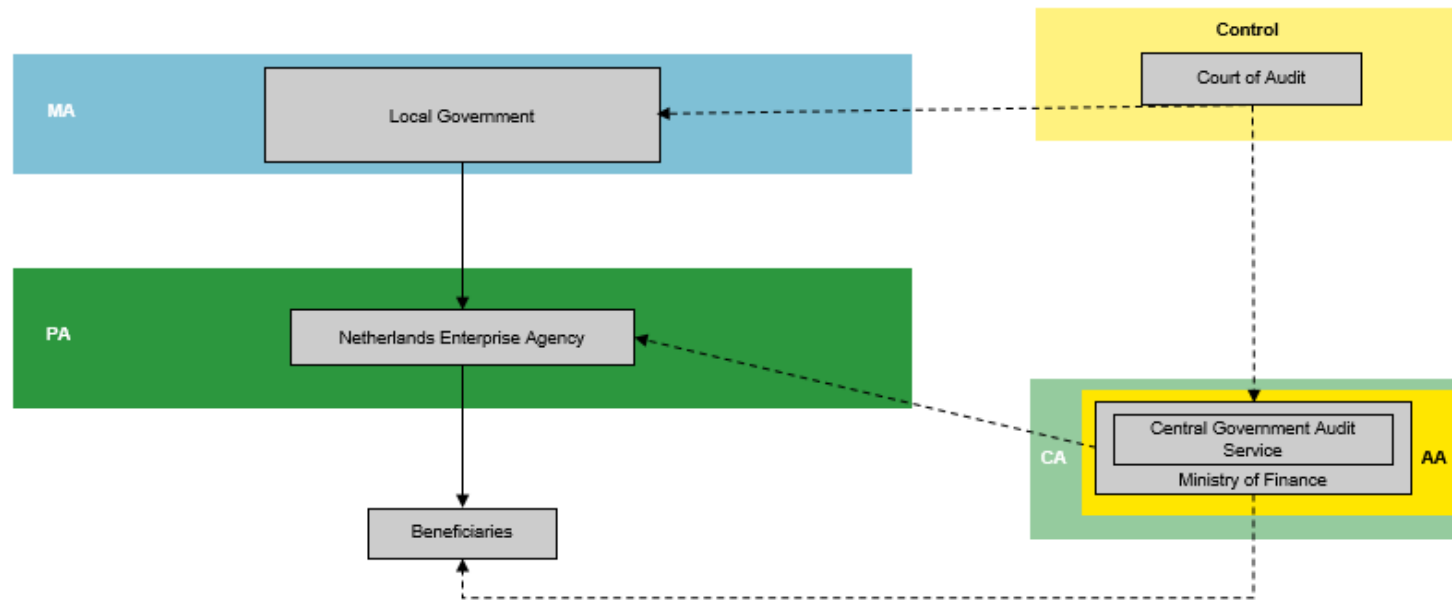 Control
Court of Audit
MA
Local Government
PA
Netherlands Enterprise Agency
Central Government Audit
Service
CA
AA
Ministry of Finance
Beneficiaries